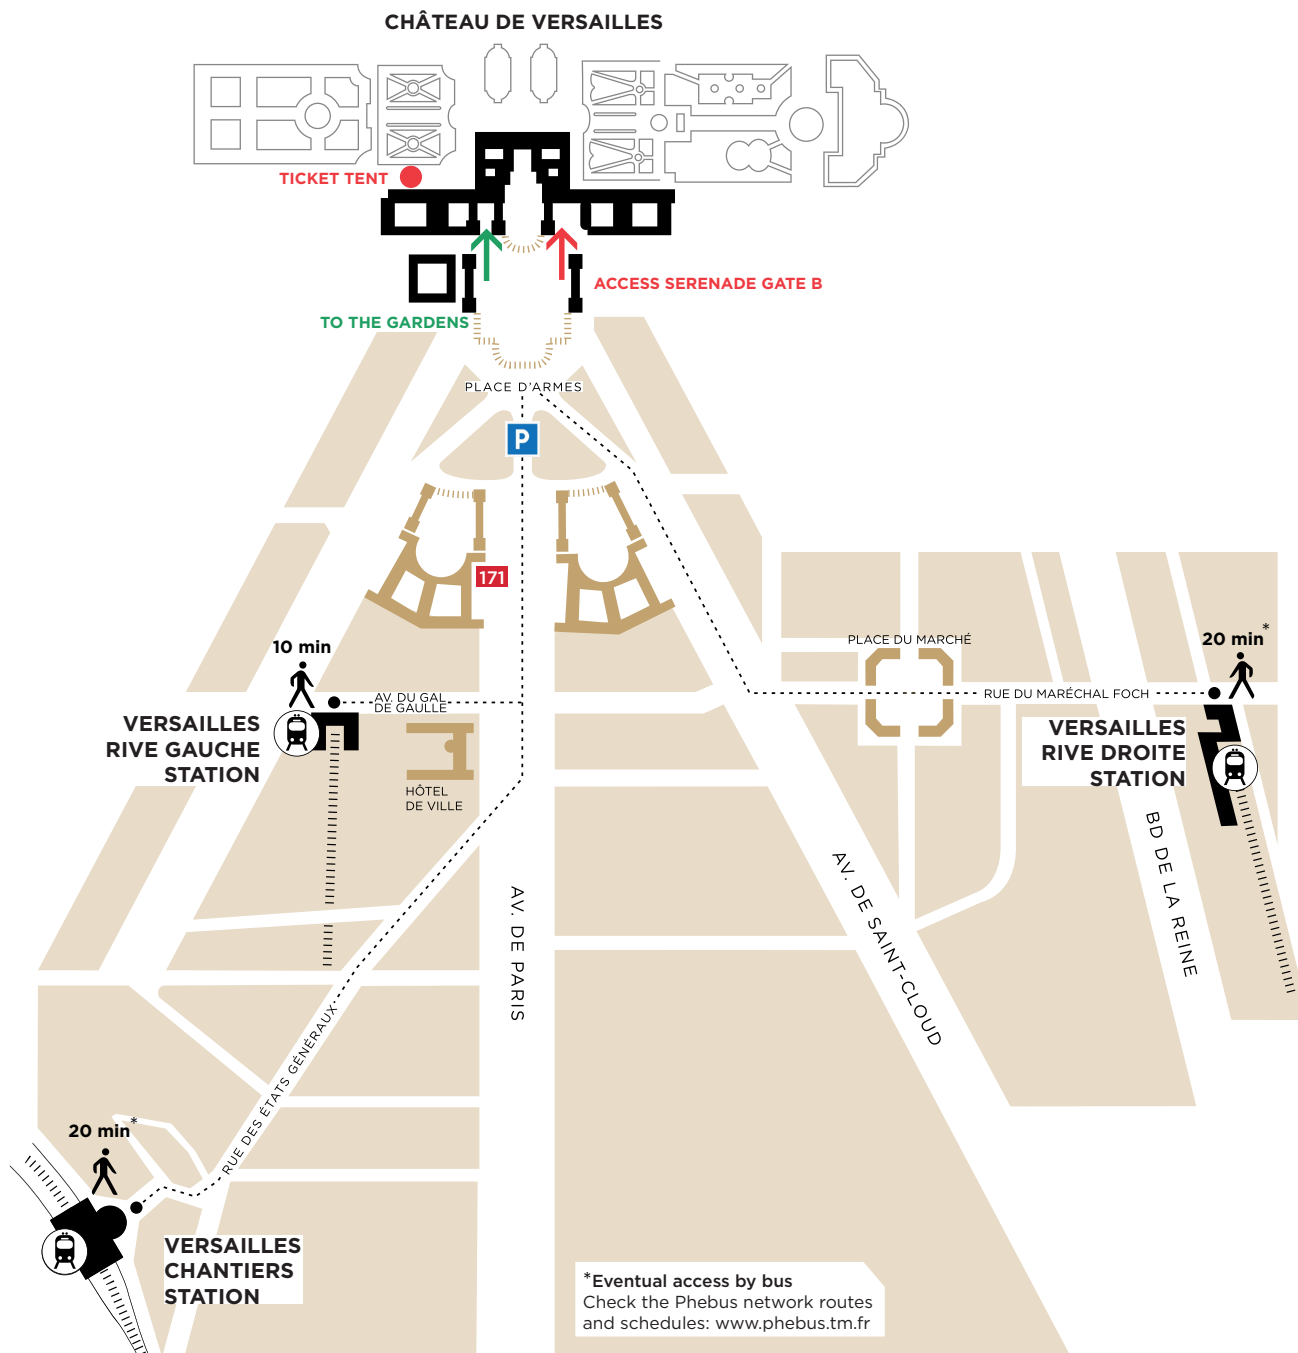 CHÂTEAU DE VERSAILLES
TICKET TENT
ACCESS SERENADE GATE B
TO THE GARDENS
PLACE D'ARMES
P
171
10 min
20 min*
PLACE DU MARCHÉ
AV. DU GAL
DE GAULLE
RUE DU MARÉCHAL FOCH
VERSAILLES
RIVE GAUCHE
STATION
VERSAILLES
RIVE DROITE
STATION
HÔTEL
DE VILLE
BD DE LA REINE
AV. DE SAINT-CLOUD
AV. DE PARIS
RUE DES ÉTATS GÉNÉRAUX
20 min*
VERSAILLES
CHANTIERS
STATION
*Eventual access by bus
Check the Phebus network routes
and schedules: www.phebus.tm.fr